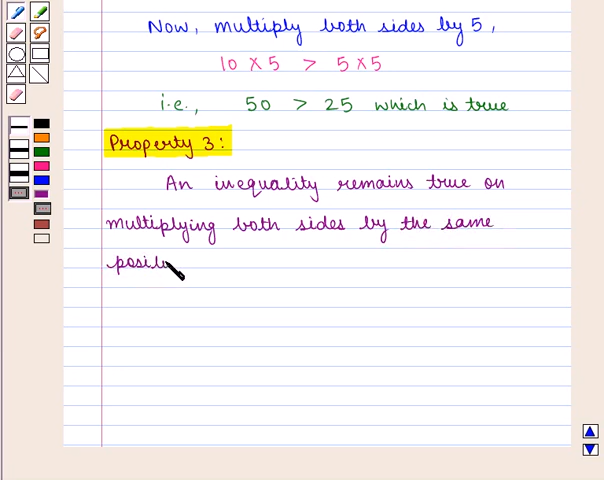 Now, multiply both sides by 5,
10 × 5 > 5 × 5
i.e., 50 > 25 which is true
Property 3:
An inequality remains true on
multiplying both sides by the same